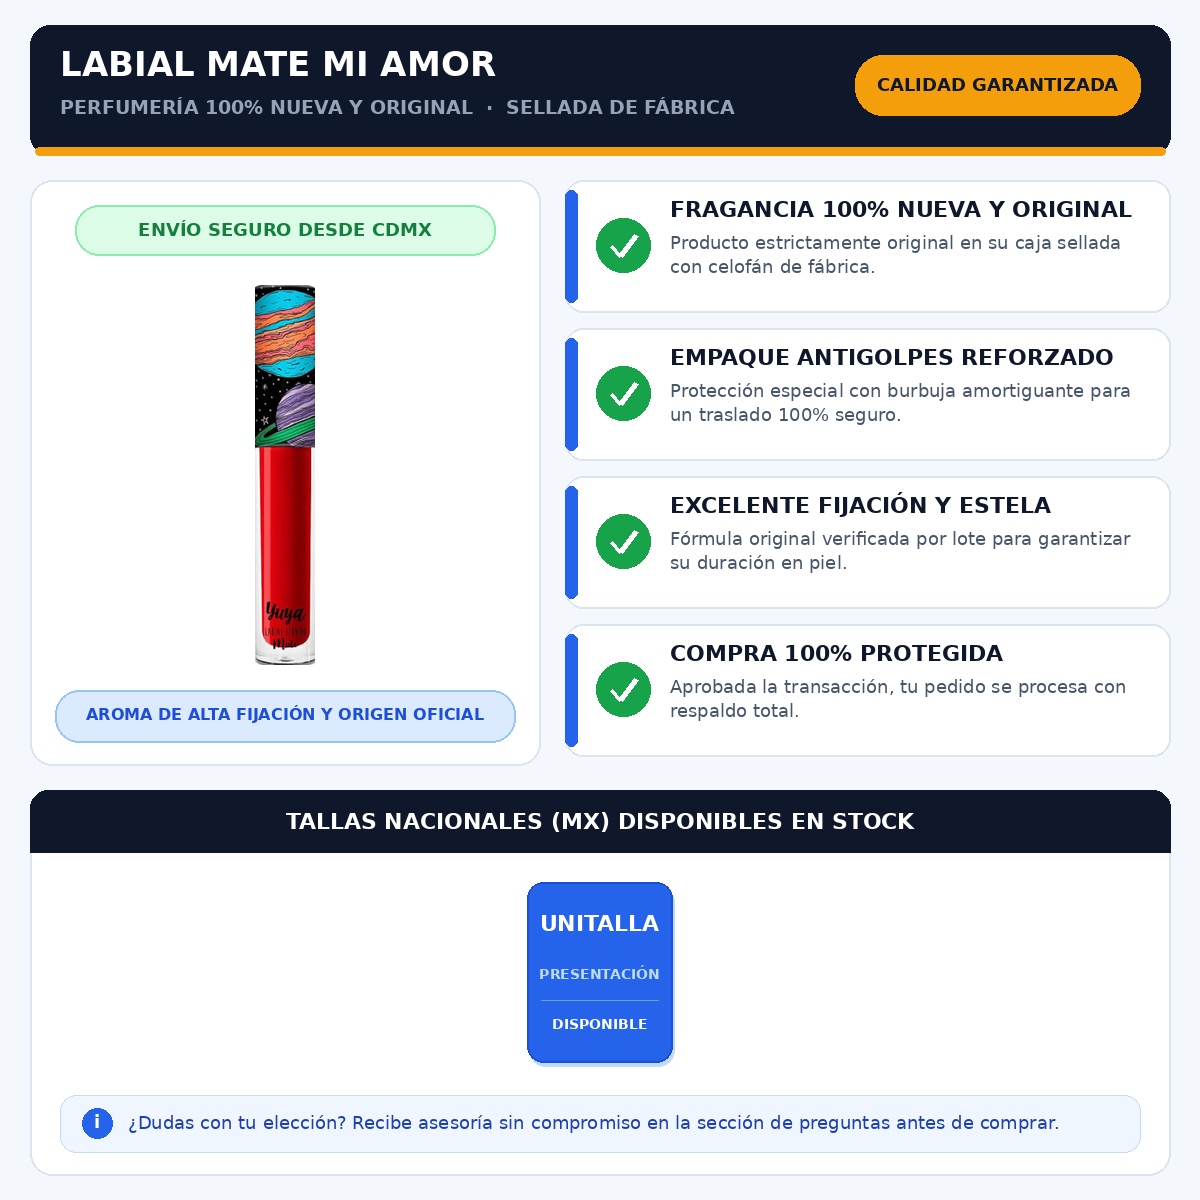 LABIAL MATE MI AMOR
PERFUMERÍA 100% NUEVA Y ORIGINAL · SELLADA DE FÁBRICA
CALIDAD GARANTIZADA
ENVÍO SEGURO DESDE CDMX
Yuya
Mate
AROMA DE ALTA FIJACIÓN Y ORIGEN OFICIAL
FRAGANCIA 100% NUEVA Y ORIGINAL
Producto estrictamente original en su caja sellada
con celofán de fábrica.
EMPAQUE ANTIGOLPES REFORZADO
Protección especial con burbuja amortiguante para
un traslado 100% seguro.
EXCELENTE FIJACIÓN Y ESTELA
Fórmula original verificada por lote para garantizar
su duración en piel.
COMPRA 100% PROTEGIDA
Aprobada la transacción, tu pedido se procesa con
respaldo total.
TALLAS NACIONALES (MX) DISPONIBLES EN STOCK
UNITALLA
PRESENTACIÓN
DISPONIBLE
i
¿Dudas con tu elección? Recibe asesoría sin compromiso en la sección de preguntas antes de comprar.